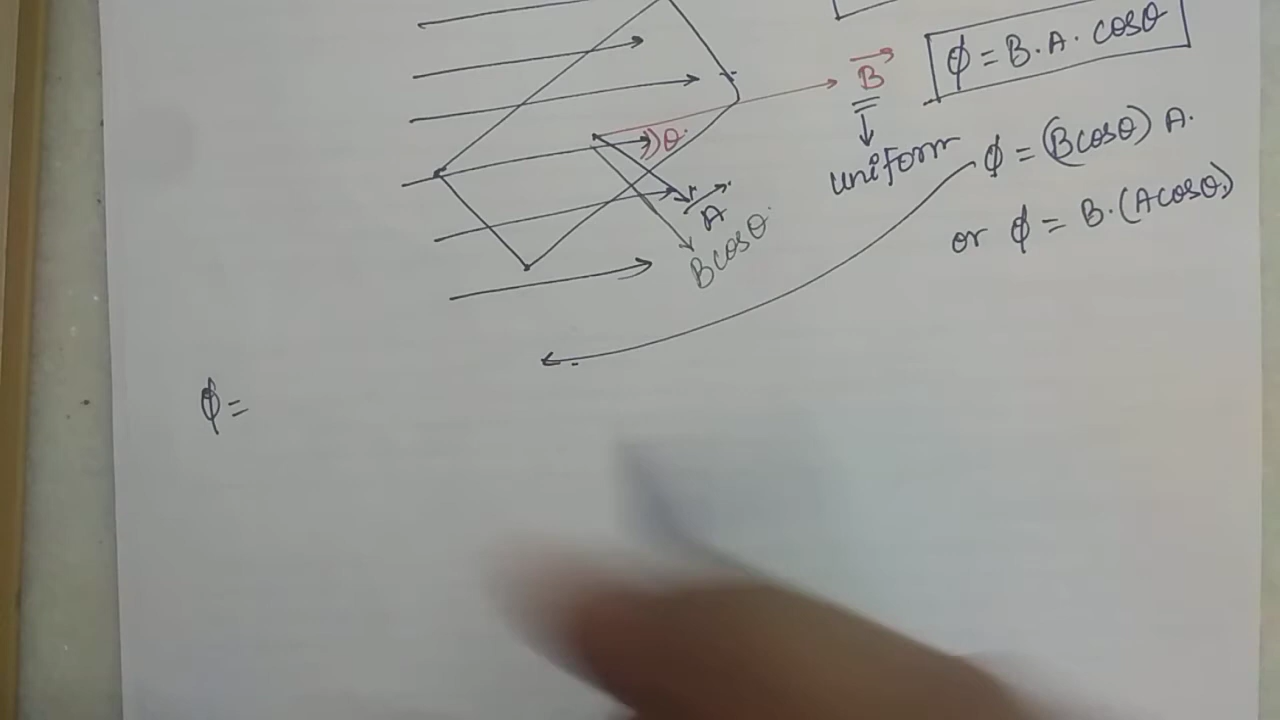 ϕ = B. A. cosθ
B
θ.
uniform
ϕ = (Bcosθ) A.
A
or ϕ = B. (Acosθ)
Bcosθ
ϕ =